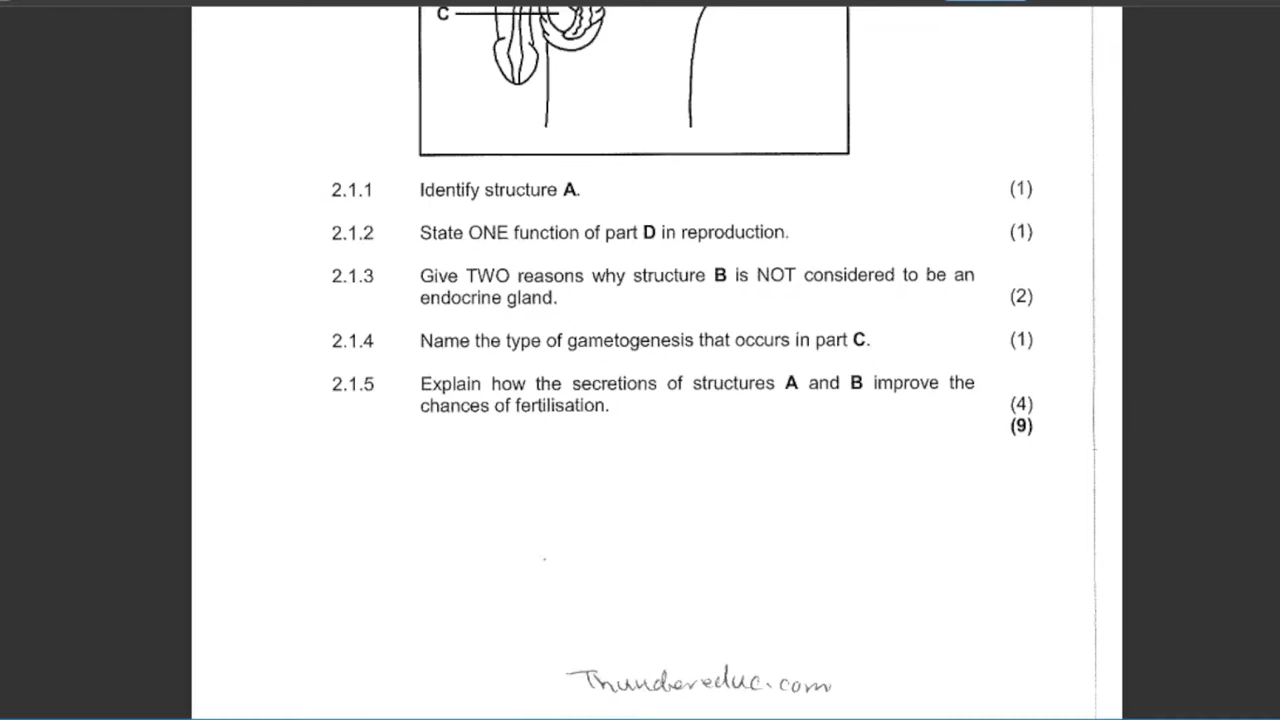 C
2.1.1 Identify structure A. (1)
2.1.2 State ONE function of part D in reproduction. (1)
2.1.3 Give TWO reasons why structure B is NOT considered to be an
endocrine gland. (2)
2.1.4 Name the type of gametogenesis that occurs in part C. (1)
2.1.5 Explain how the secretions of structures A and B improve the
chances of fertilisation. (4)
(9)
Thundereduc.com